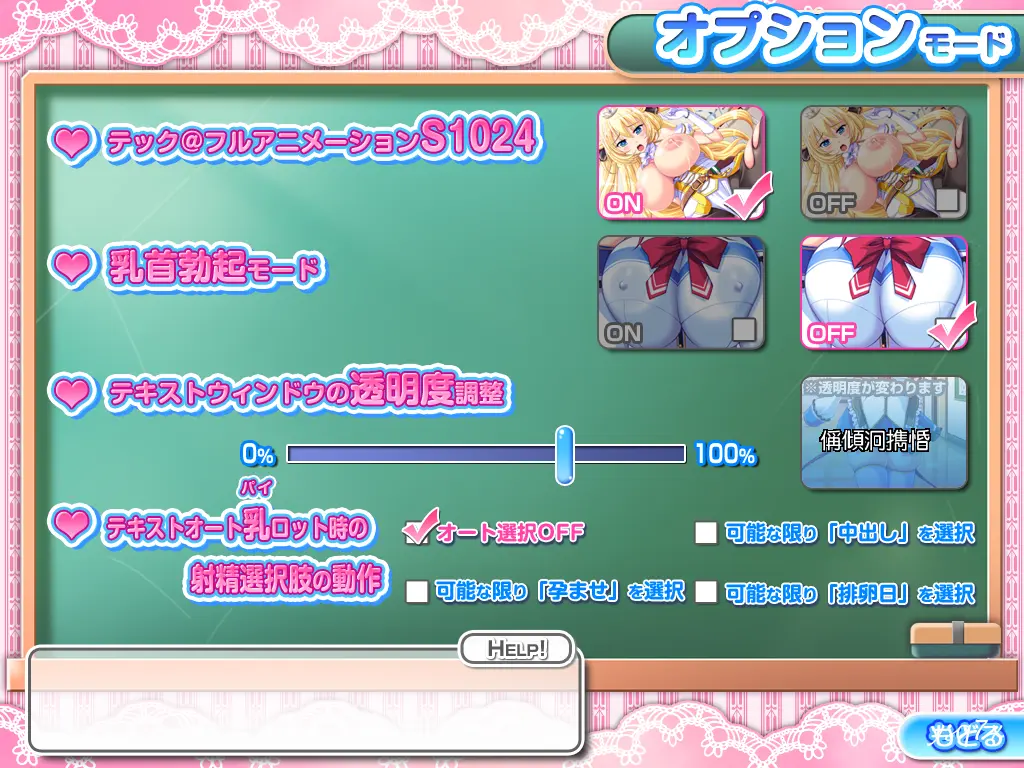 オプションモード
テック@フルアニメーションS1024
ON
OFF
乳首勃起モード
ON
OFF
テキストウィンドウの透明度調整
※透明度が変わります
0%
100%
パイ
テキストオート乳ロット時の
射精選択肢の動作
オート選択OFF
可能な限り「中出し」を選択
可能な限り「孕ませ」を選択
可能な限り「排卵日」を選択
HELP!
もどる